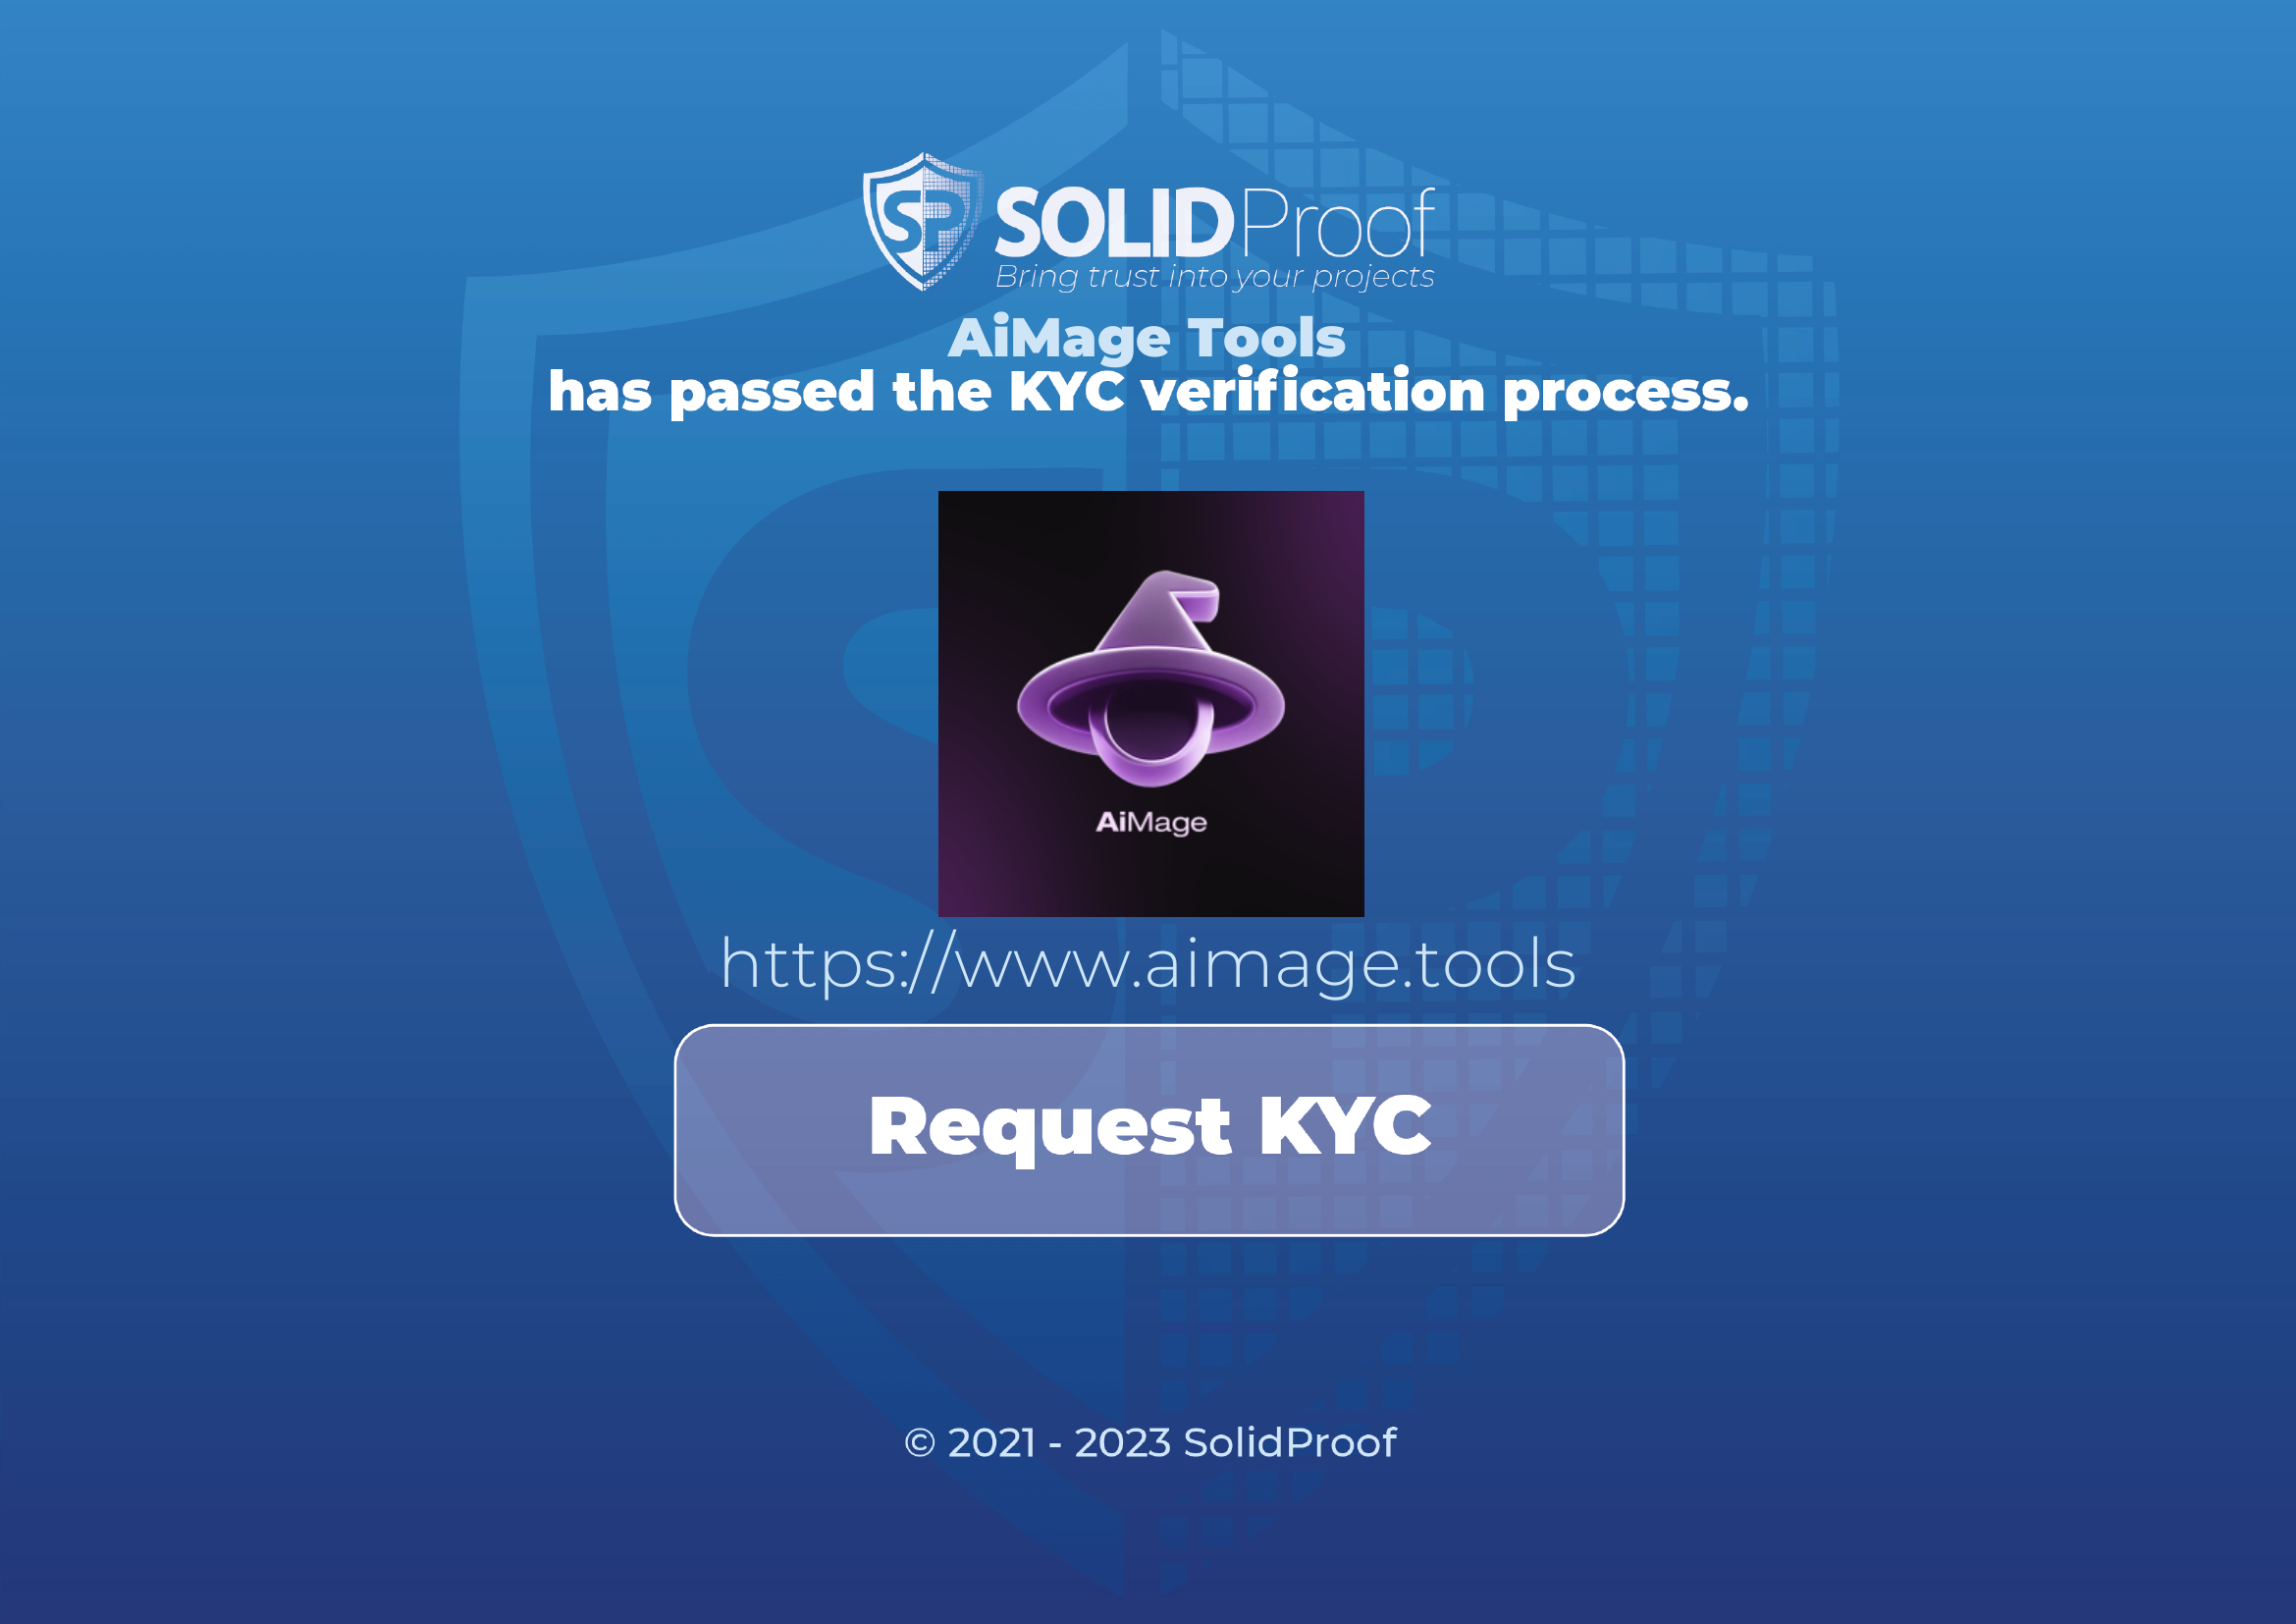 SP SOLIDProof
Bring trust into your projects
AiMage Tools
has passed the KYC verification process.
AiMage
https://www.aimage.tools
Request KYC
© 2021 - 2023 SolidProof